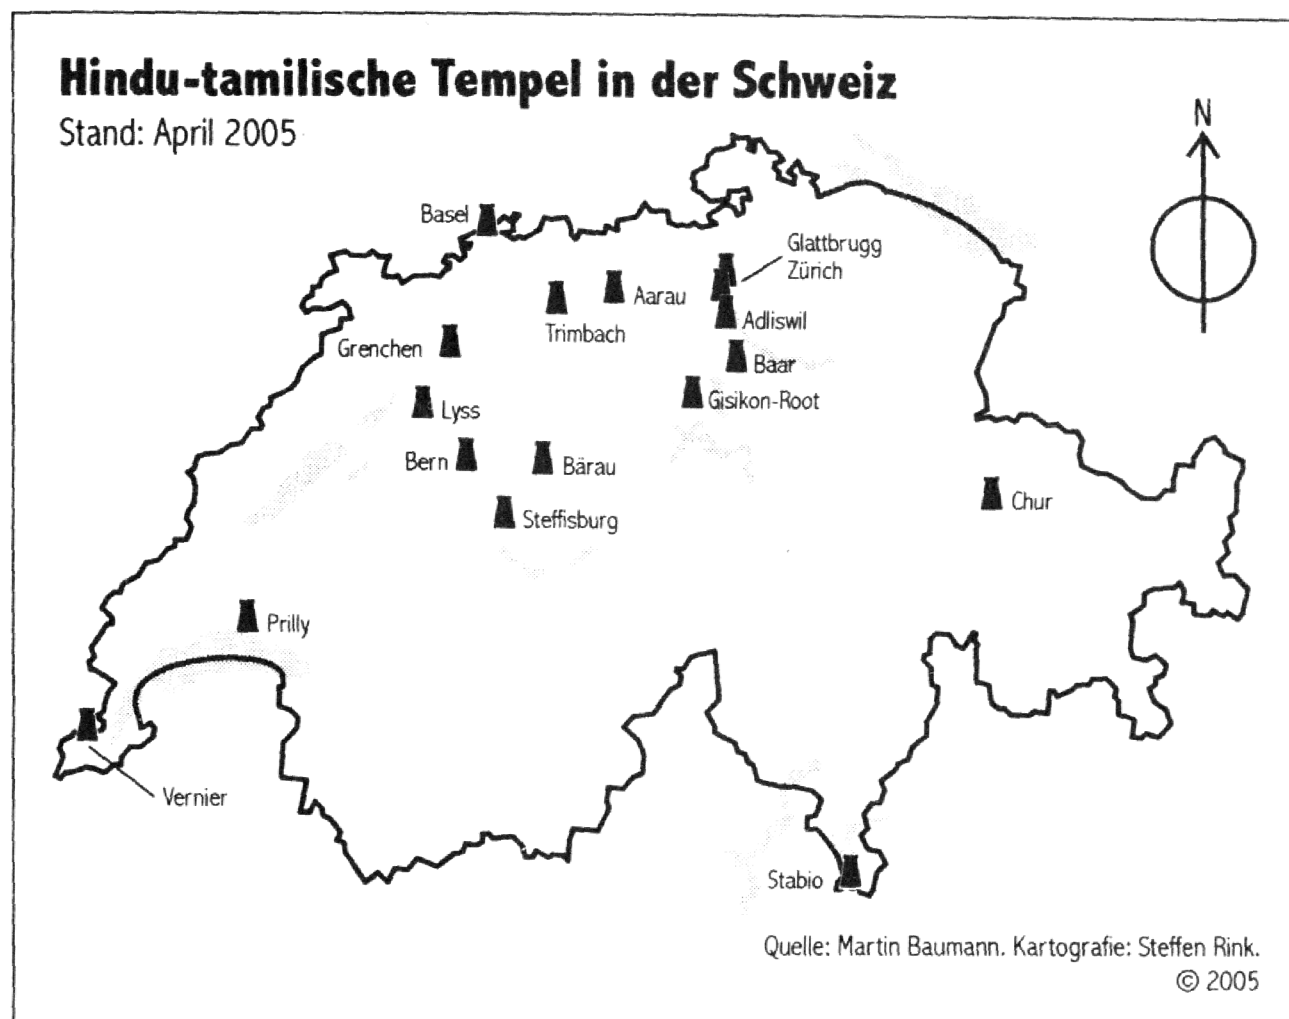 Hindu-tamilische Tempel in der Schweiz
Stand: April 2005
N
Basel
Glattbrugg
Zürich
Aarau
Trimbach
Adliswil
Grenchen
Baar
Gisikon-Root
Lyss
Bern
Bärau
Chur
Steffisburg
Prilly
Vernier
Stabio
Quelle: Martin Baumann. Kartografie: Steffen Rink.
© 2005